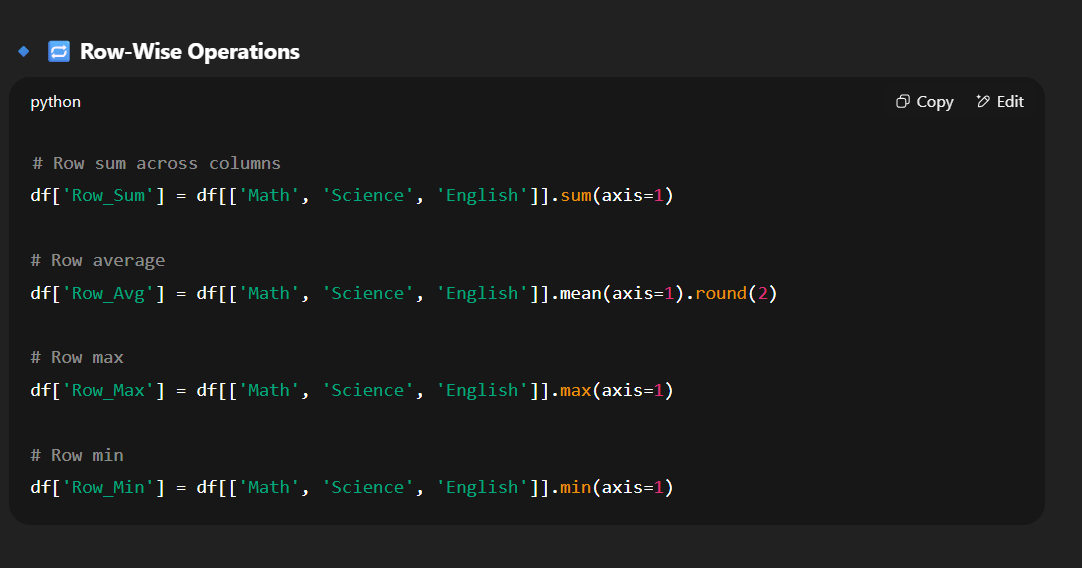 Row-Wise Operations
python
Copy
Edit
# Row sum across columns
df['Row_Sum'] = df[['Math', 'Science', 'English']].sum(axis=1)
# Row average
df['Row_Avg'] = df[['Math', 'Science', 'English']].mean(axis=1).round(2)
# Row max
df['Row_Max'] = df[['Math', 'Science', 'English']].max(axis=1)
# Row min
df['Row_Min'] = df[['Math', 'Science', 'English']].min(axis=1)